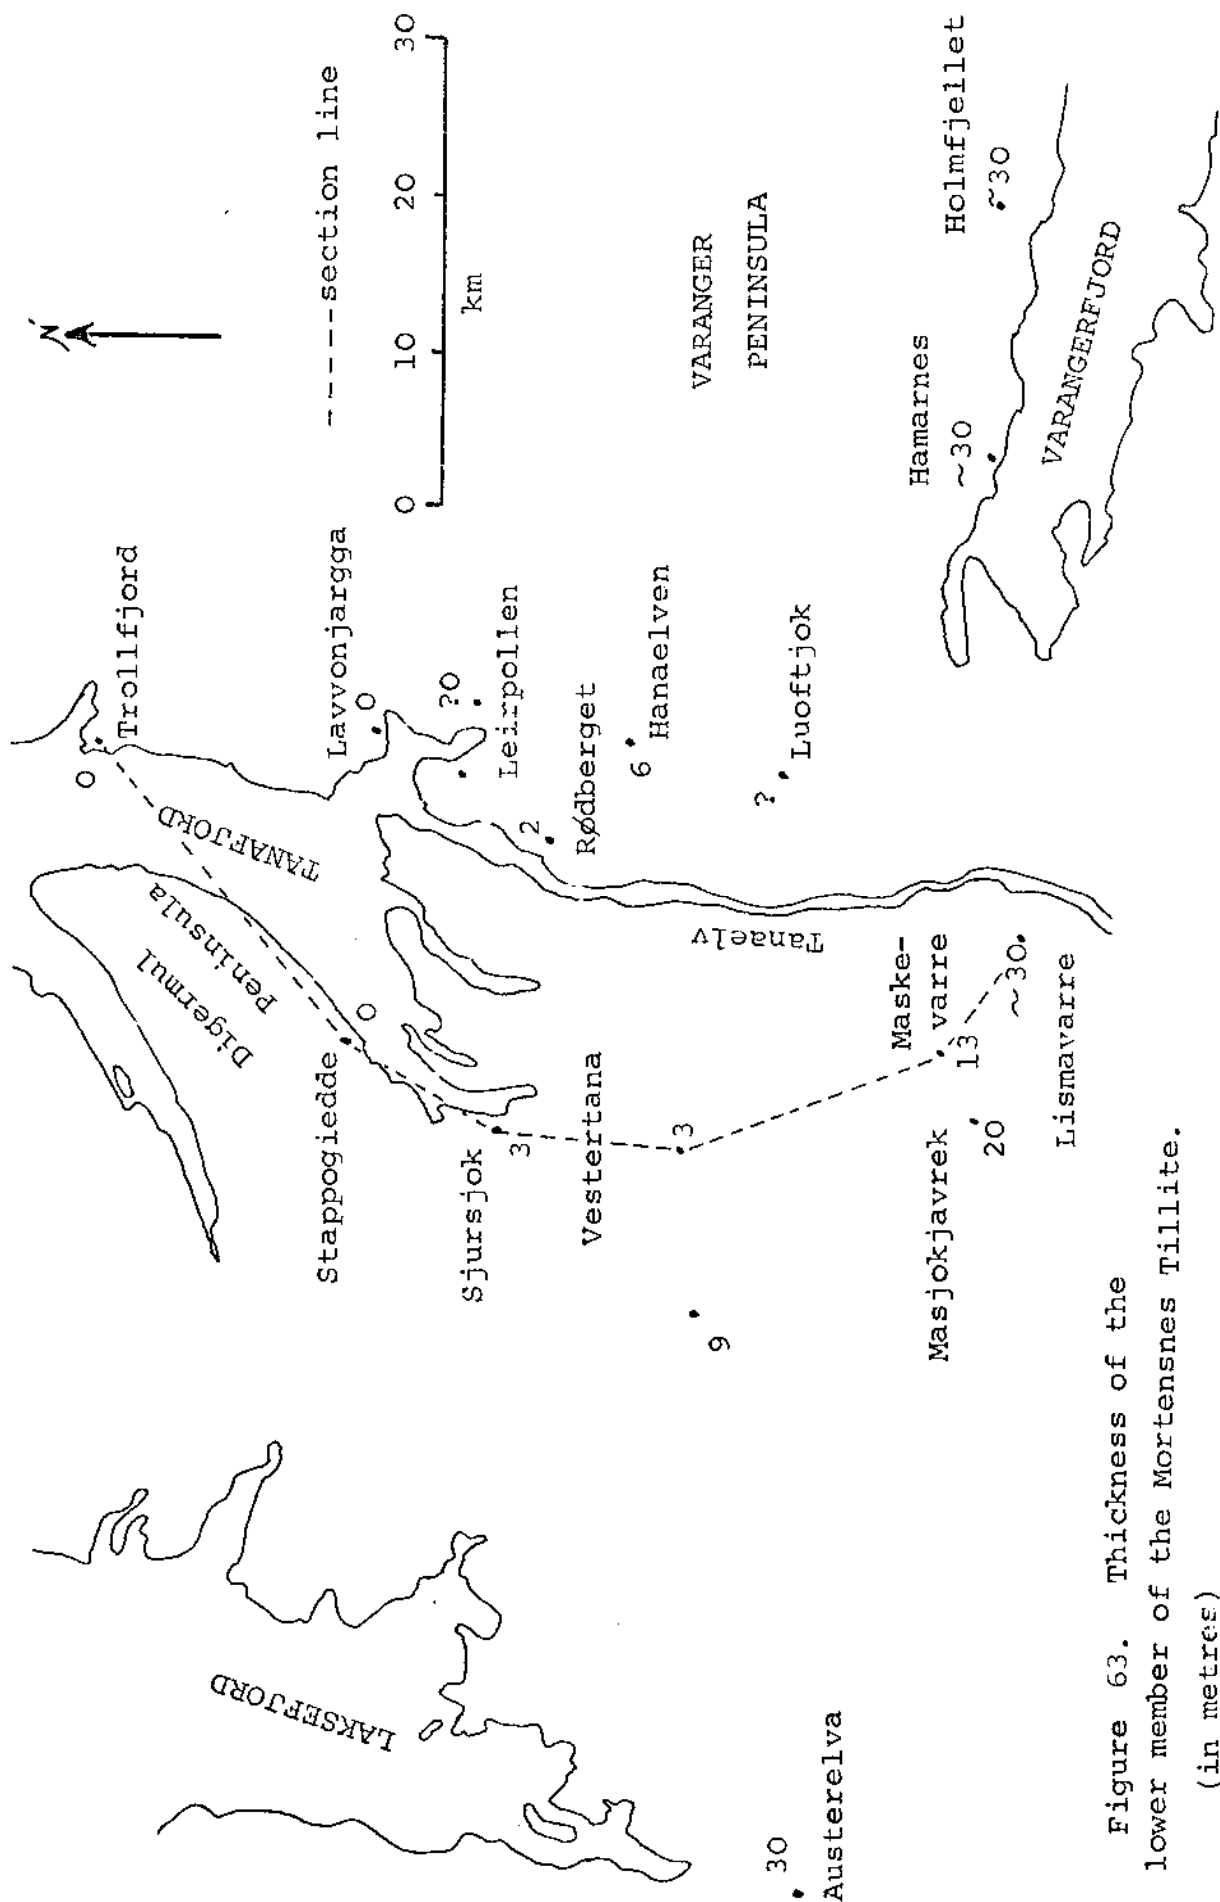 N
-----section line
0 10 20 30
km
Trollfjord
0
TANAFJORD
Digermul
Peninsula
Lavvonjargga
0
?0
Leirpollen
Stappogiedde
0
Sjursjok
3
Rødberget
2
6
Hanaelven
VARANGER
PENINSULA
Vestertana
3
9
?
Luoftjok
Tanaelv
LAKSEFJORD
30
Austerelva
Maske-
varre
13
Masjokjavrek
20
~30
Lismavarre
Hamarnes
~30
Holmfjellet
~30
VARANGERFJORD
Figure 63. Thickness of the
lower member of the Mortensnes Tillite.
(in metres)